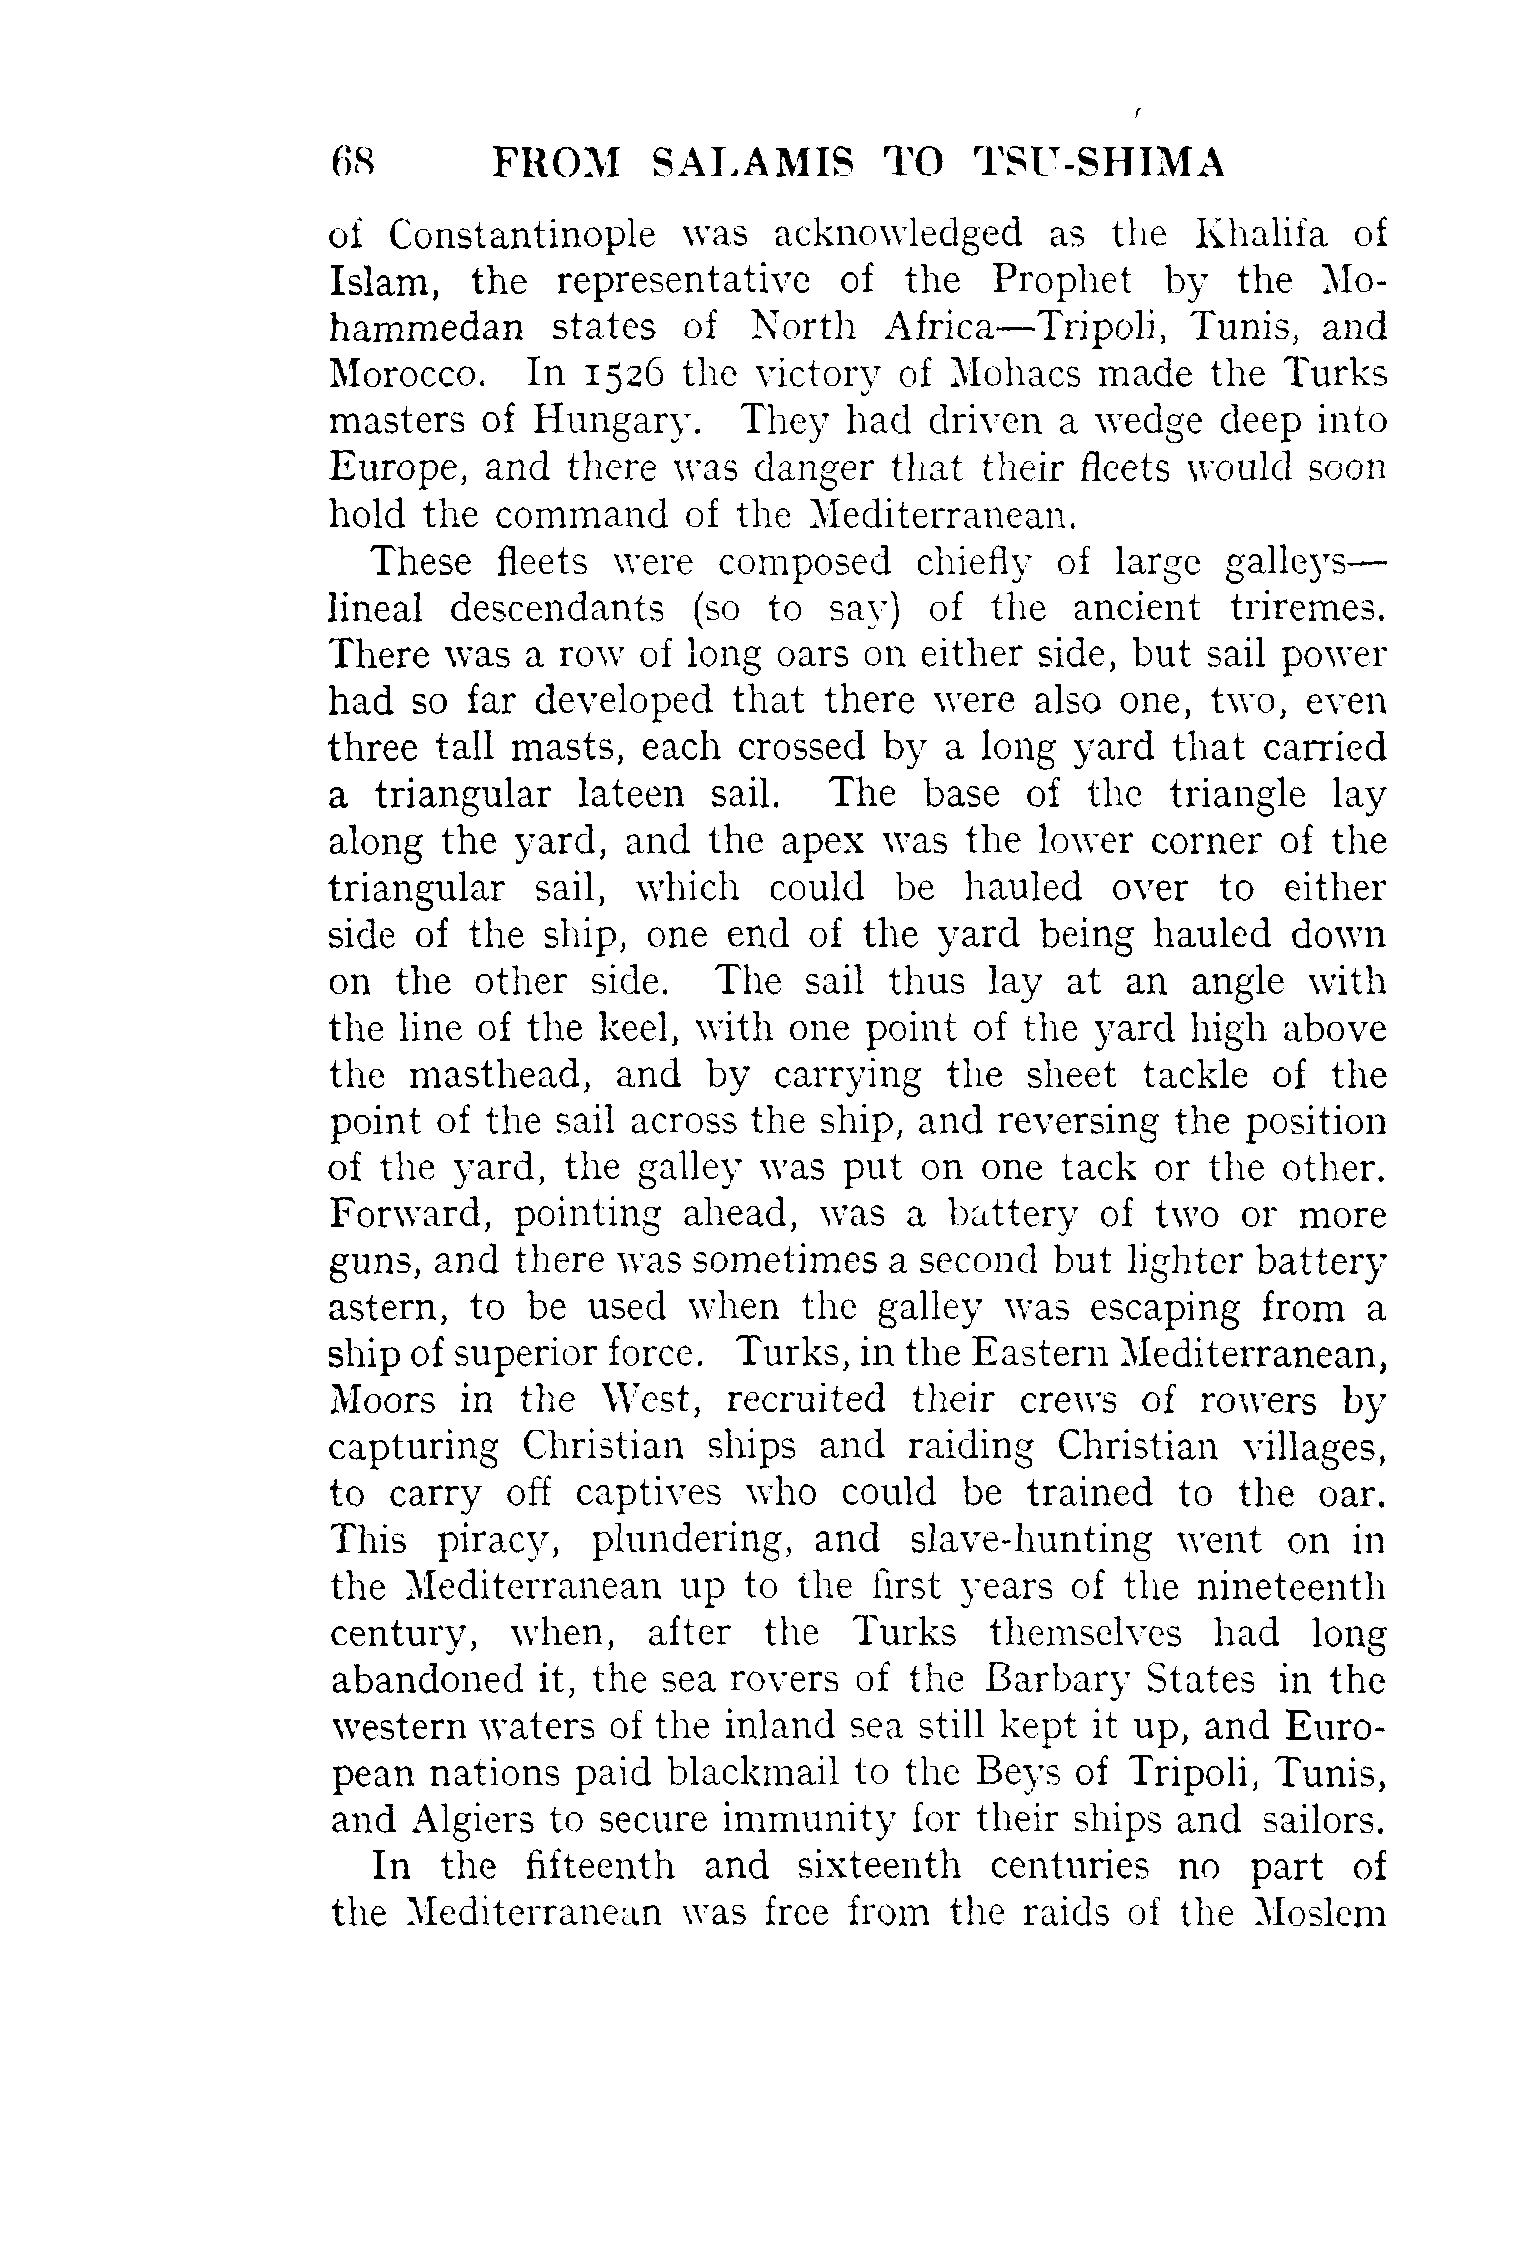 68 FROM SALAMIS TO TSU-SHIMA
of Constantinople was acknowledged as the Khalifa of
Islam, the representative of the Prophet by the Mo-
hammedan states of North Africa—Tripoli, Tunis, and
Morocco. In 1526 the victory of Mohacs made the Turks
masters of Hungary. They had driven a wedge deep into
Europe, and there was danger that their fleets would soon
hold the command of the Mediterranean.
These fleets were composed chiefly of large galleys—
lineal descendants (so to say) of the ancient triremes.
There was a row of long oars on either side, but sail power
had so far developed that there were also one, two, even
three tall masts, each crossed by a long yard that carried
a triangular lateen sail. The base of the triangle lay
along the yard, and the apex was the lower corner of the
triangular sail, which could be hauled over to either
side of the ship, one end of the yard being hauled down
on the other side. The sail thus lay at an angle with
the line of the keel, with one point of the yard high above
the masthead, and by carrying the sheet tackle of the
point of the sail across the ship, and reversing the position
of the yard, the galley was put on one tack or the other.
Forward, pointing ahead, was a battery of two or more
guns, and there was sometimes a second but lighter battery
astern, to be used when the galley was escaping from a
ship of superior force. Turks, in the Eastern Mediterranean,
Moors in the West, recruited their crews of rowers by
capturing Christian ships and raiding Christian villages,
to carry off captives who could be trained to the oar.
This piracy, plundering, and slave-hunting went on in
the Mediterranean up to the first years of the nineteenth
century, when, after the Turks themselves had long
abandoned it, the sea rovers of the Barbary States in the
western waters of the inland sea still kept it up, and Euro-
pean nations paid blackmail to the Beys of Tripoli, Tunis,
and Algiers to secure immunity for their ships and sailors.
In the fifteenth and sixteenth centuries no part of
the Mediterranean was free from the raids of the Moslem